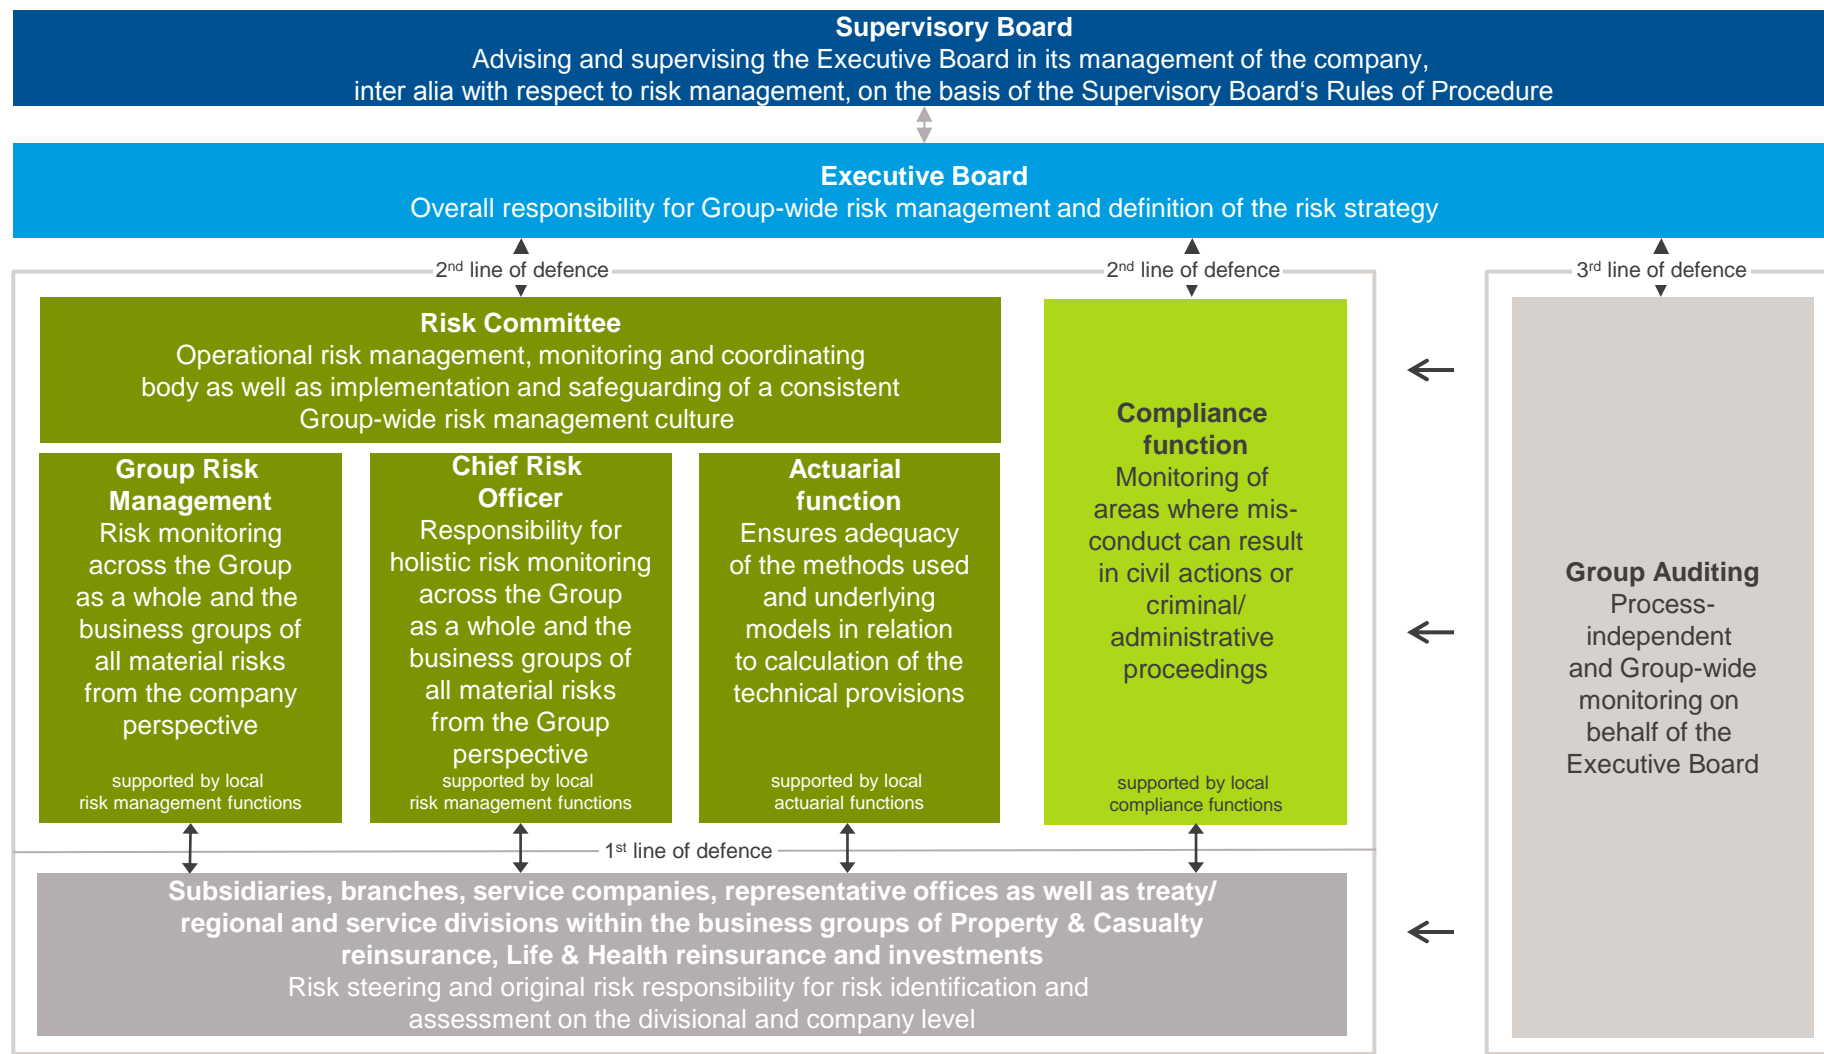 Supervisory Board
Advising and supervising the Executive Board in its management of the company,
inter alia with respect to risk management, on the basis of the Supervisory Board‘s Rules of Procedure
Executive Board
Overall responsibility for Group-wide risk management and definition of the risk strategy
2nd line of defence
2nd line of defence
3rd line of defence
Risk Committee
Operational risk management, monitoring and coordinating
body as well as implementation and safeguarding of a consistent
Group-wide risk management culture
Group Risk
Management
Risk monitoring
across the Group
as a whole and the
business groups of
all material risks
from the company
perspective
supported by local
risk management functions
Chief Risk
Officer
Responsibility for
holistic risk monitoring
across the Group
as a whole and the
business groups of
all material risks
from the Group
perspective
supported by local
risk management functions
Actuarial
function
Ensures adequacy
of the methods used
and underlying
models in relation
to calculation of the
technical provisions
supported by local
actuarial functions
Compliance
function
Monitoring of
areas where mis-
conduct can result
in civil actions or
criminal/
administrative
proceedings
supported by local
compliance functions
Group Auditing
Process-
independent
and Group-wide
monitoring on
behalf of the
Executive Board
1st line of defence
Subsidiaries, branches, service companies, representative offices as well as treaty/
regional and service divisions within the business groups of Property & Casualty
reinsurance, Life & Health reinsurance and investments
Risk steering and original risk responsibility for risk identification and
assessment on the divisional and company level